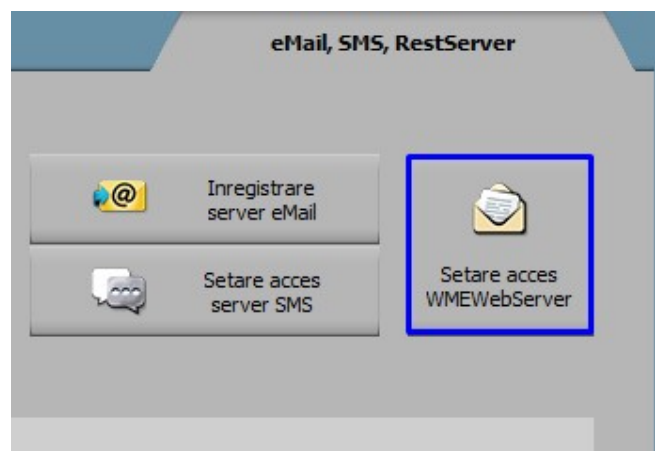 eMail, SMS, RestServer
Inregistrare
server eMail
Setare acces
server SMS
Setare acces
WMEWebServer